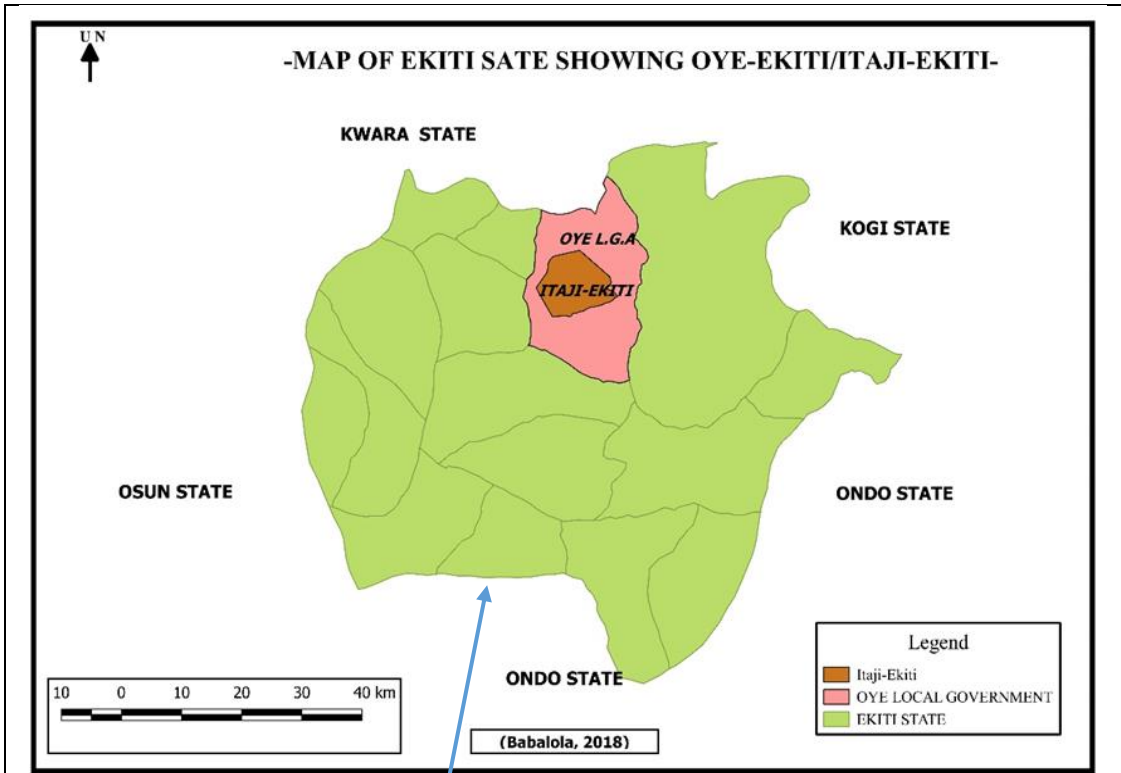 U N
-MAP OF EKITI SATE SHOWING OYE-EKITI/ITAJI-EKITI-
KWARA STATE
KOGI STATE
OYE L.G.A
ITAJI-EKITI
OSUN STATE
ONDO STATE
ONDO STATE
Legend
Itaji-Ekiti
OYE LOCAL GOVERNMENT
EKITI STATE
10 0 10 20 30 40 km
(Babalola, 2018)